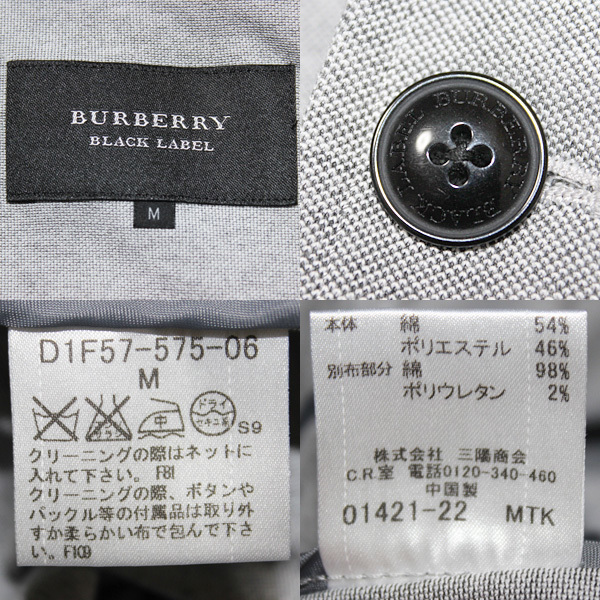 BURBERRY
BLACK LABEL
M
BURBERRY
BLACK LABEL
D1F57-575-06
M
ドライ
セキユ系
S9
クリーニングの際はネットに
入れて下さい。 F81
クリーニングの際、ボタンや
バックル等の付属品は取り外
すか柔らかい布で包んで下さ
い。F109
本体 綿 54%
ポリエステル 46%
別布部分 綿 98%
ポリウレタン 2%
株式会社 三陽商会
C.R.室 電話0120-340-460
中国製
01421-22 MTK